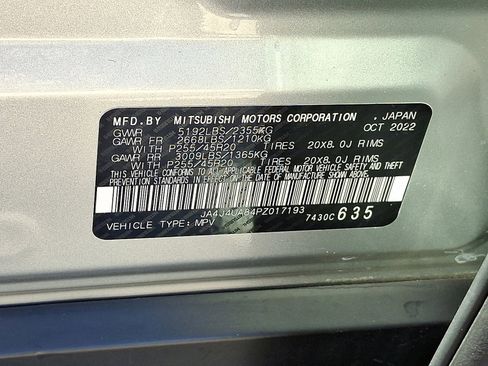 MFD.BY MITSUBISHI MOTORS CORPORATION .JAPAN
GVWR 5192LBS/2355KG OCT 2022
GAWR FR 2668LBS/1210KG
WITH P255/45R20 TIRES 20X8.0J RIMS
GAWR RR 3009LBS/1365KG
WITH P255/45R20 TIRES 20X8.0J RIMS
THIS VEHICLE CONFORMS TO ALL APPLICABLE FEDERAL MOTOR VEHICLE SAFETY AND THEFT
PREVENTION STANDARDS IN EFFECT ON THE DATE OF MANUFACTURE SHOWN ABOVE.
JA4J4UA84PZ017193 7430C 635
VEHICLE TYPE: MPV